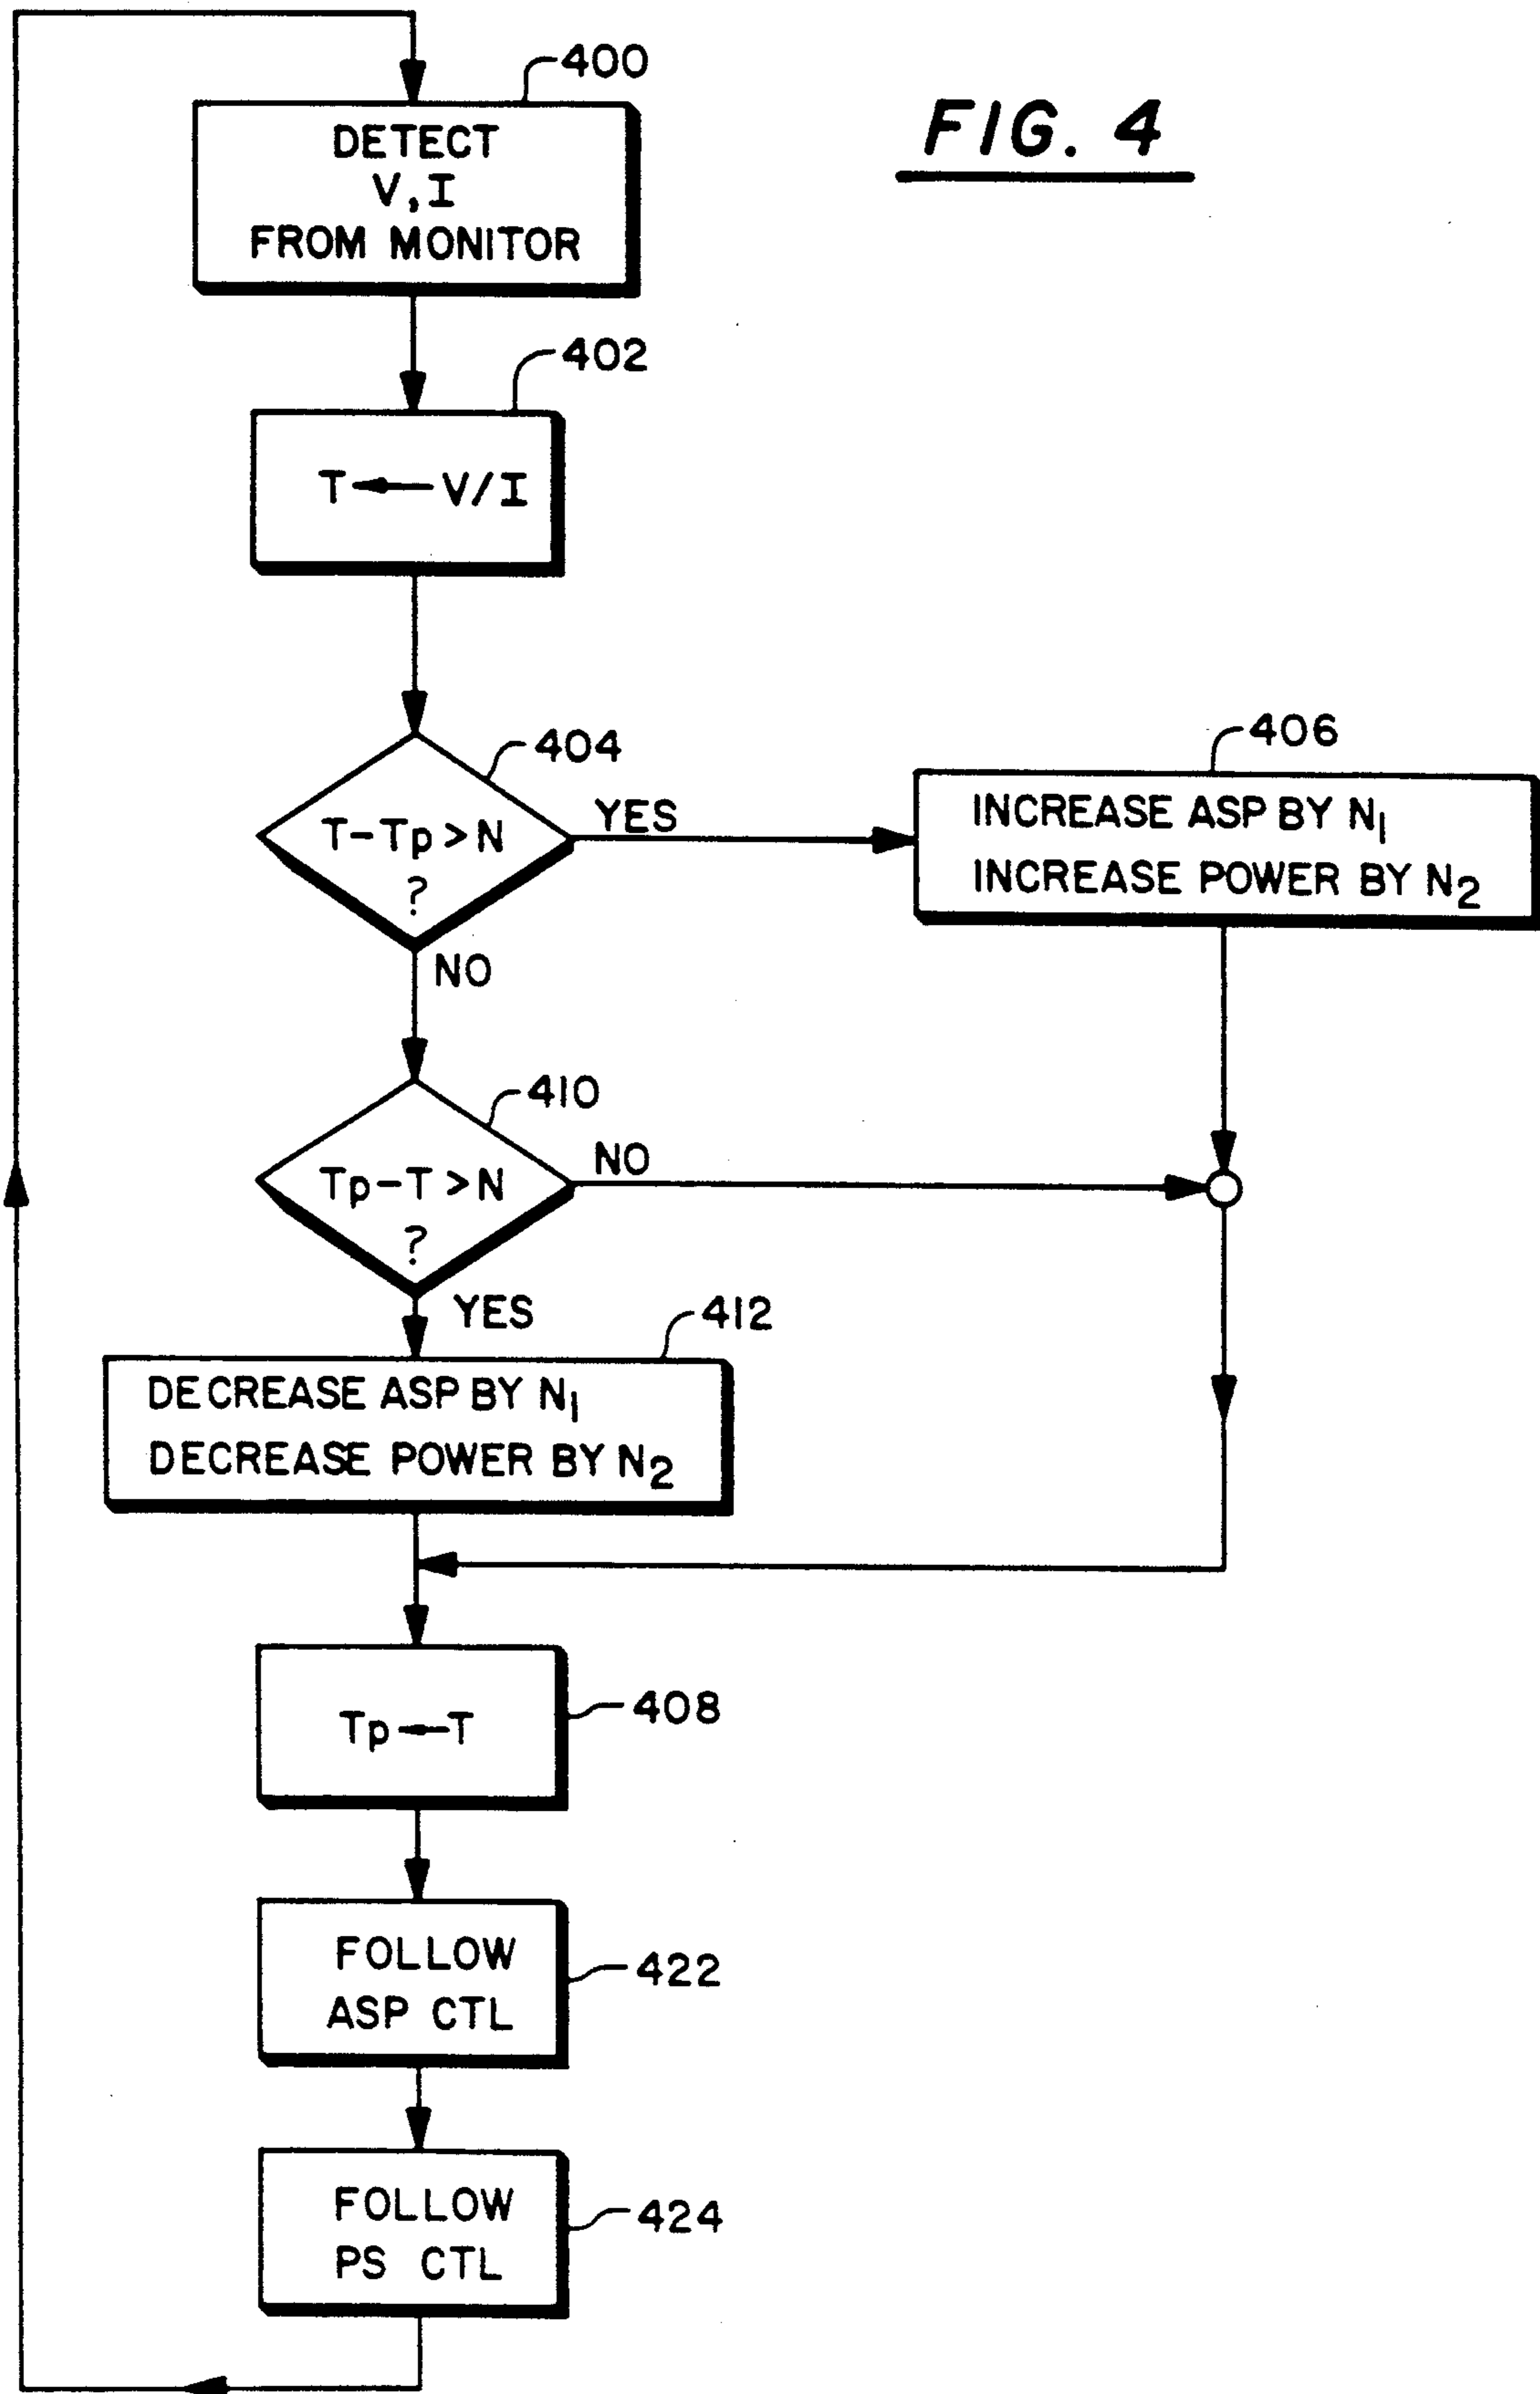 400
FIG. 4
DETECT
V, I
FROM MONITOR
402
T ← V/I
404
T-Tp > N
?
YES
406
INCREASE ASP BY N1
INCREASE POWER BY N2
NO
410
Tp-T > N
?
NO
YES
412
DECREASE ASP BY N1
DECREASE POWER BY N2
Tp ← T
408
FOLLOW
ASP CTL
422
FOLLOW
PS CTL
424